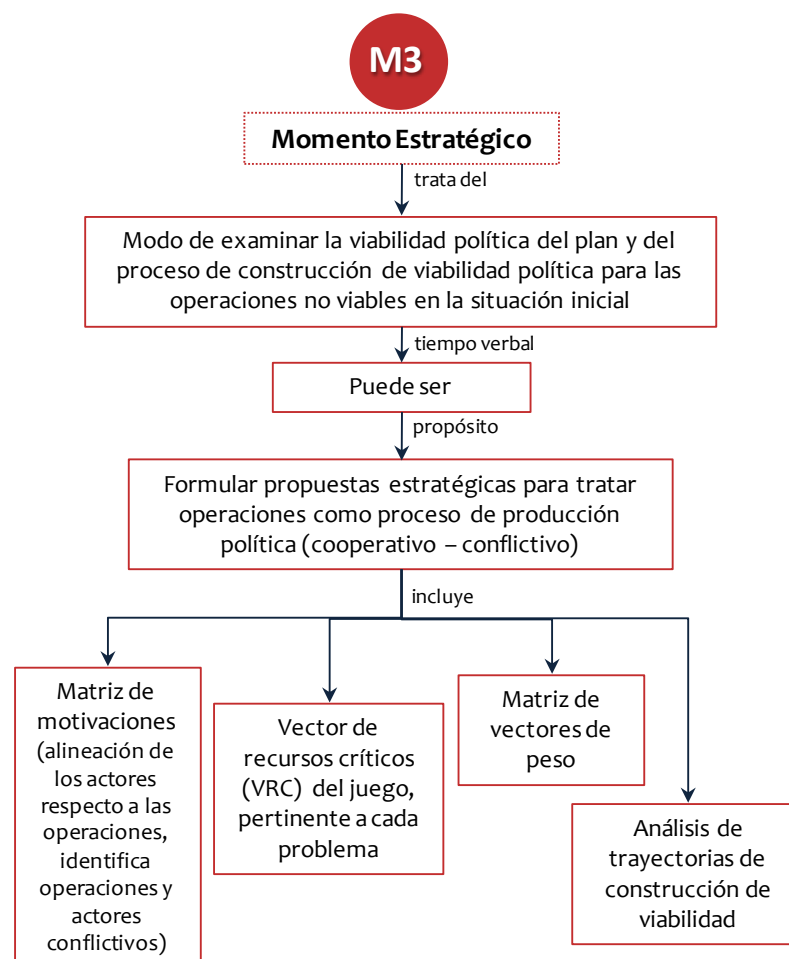 M3
Momento Estratégico
trata del
Modo de examinar la viabilidad política del plan y del
proceso de construcción de viabilidad política para las
operaciones no viables en la situación inicial
tiempo verbal
Puede ser
propósito
Formular propuestas estratégicas para tratar
operaciones como proceso de producción
política (cooperativo – conflictivo)
incluye
Matriz de
motivaciones
(alineación de
los actores
respecto a las
operaciones,
identifica
operaciones y
actores
conflictivos)
Vector de
recursos críticos
(VRC) del juego,
pertinente a cada
problema
Matriz de
vectores de
peso
Análisis de
trayectorias de
construcción de
viabilidad